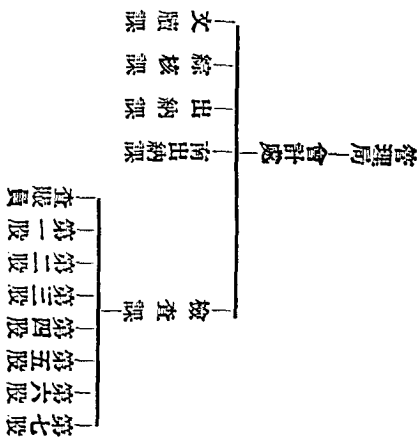 管理局
會計處
文牘課
綜核課
出納課
南出納課
檢查課
查賬員
第一股
第二股
第三股
第四股
第五股
第六股
第七股